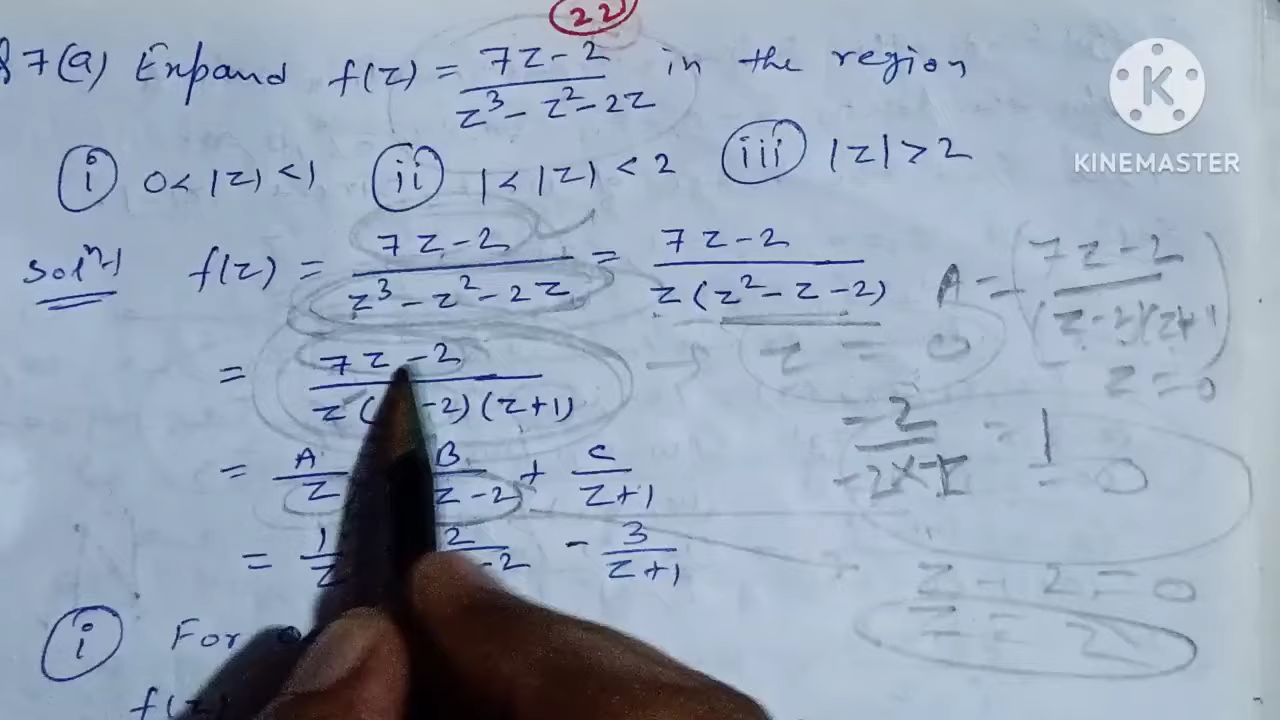 22
Q7(a) Expand f(z) = 7z-2 / z³-z²-2z in the region
(i) 0<|z|<1 (ii) 1<|z|<2 (iii) |z|>2
KINEMASTER
Solⁿ- f(z) = 7z-2 / z³-z²-2z = 7z-2 / z(z²-z-2)
A = (7z-2 / (z-2)(z+1)) z=0
z = 0
= 7z-2 / z( -2)(z+1)
-2 / -2×1 = 1
= 0
= A/z B/z-2 + C/z+1
= 1/z 2/ -2 - 3/z+1
z-2=0
z=2
(i) For
f(z)